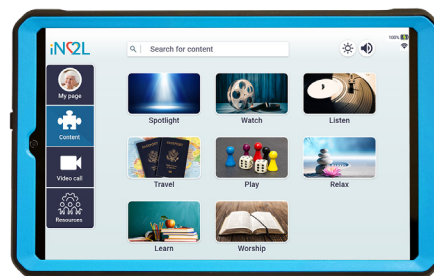 iN2L
Search for content
100%
My page
Content
Video call
Resources
Spotlight
Watch
Listen
Travel
Play
Relax
Learn
Worship